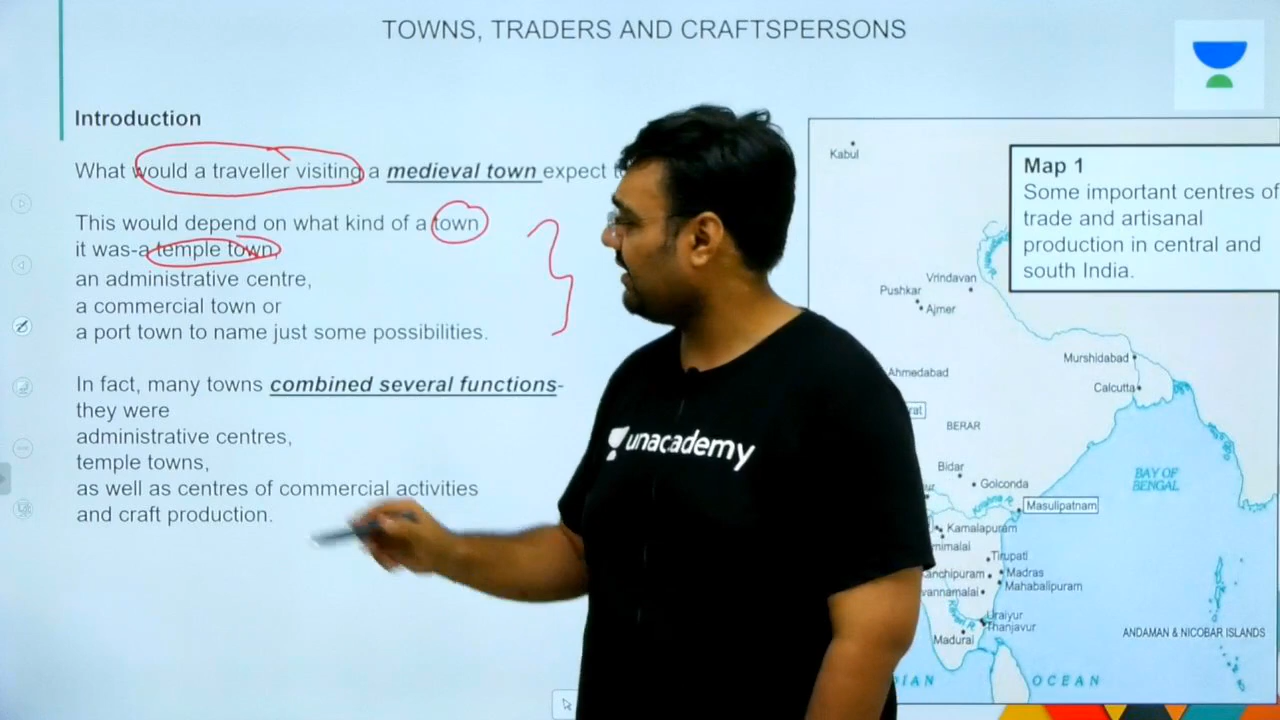 TOWNS, TRADERS AND CRAFTSPERSONS
Introduction
What would a traveller visiting a medieval town expect
This would depend on what kind of a town
it was-a temple town,
an administrative centre,
a commercial town or
a port town to name just some possibilities.
In fact, many towns combined several functions-
they were
administrative centres,
temple towns,
as well as centres of commercial activities
and craft production.
unacademy
Map 1
Some important centres of
trade and artisanal
production in central and
south India.
Kabul
Vrindavan
Pushkar
Ajmer
Murshidabad
Ahmedabad
Calcutta
BERAR
Bidar
Golconda
BAY OF
BENGAL
Krishna R.
Masulipatnam
Kamalapuram
Tirupati
Madras
Mahabalipuram
Uraiyur
Thanjavur
Madurai
ANDAMAN & NICOBAR ISLANDS
OCEAN